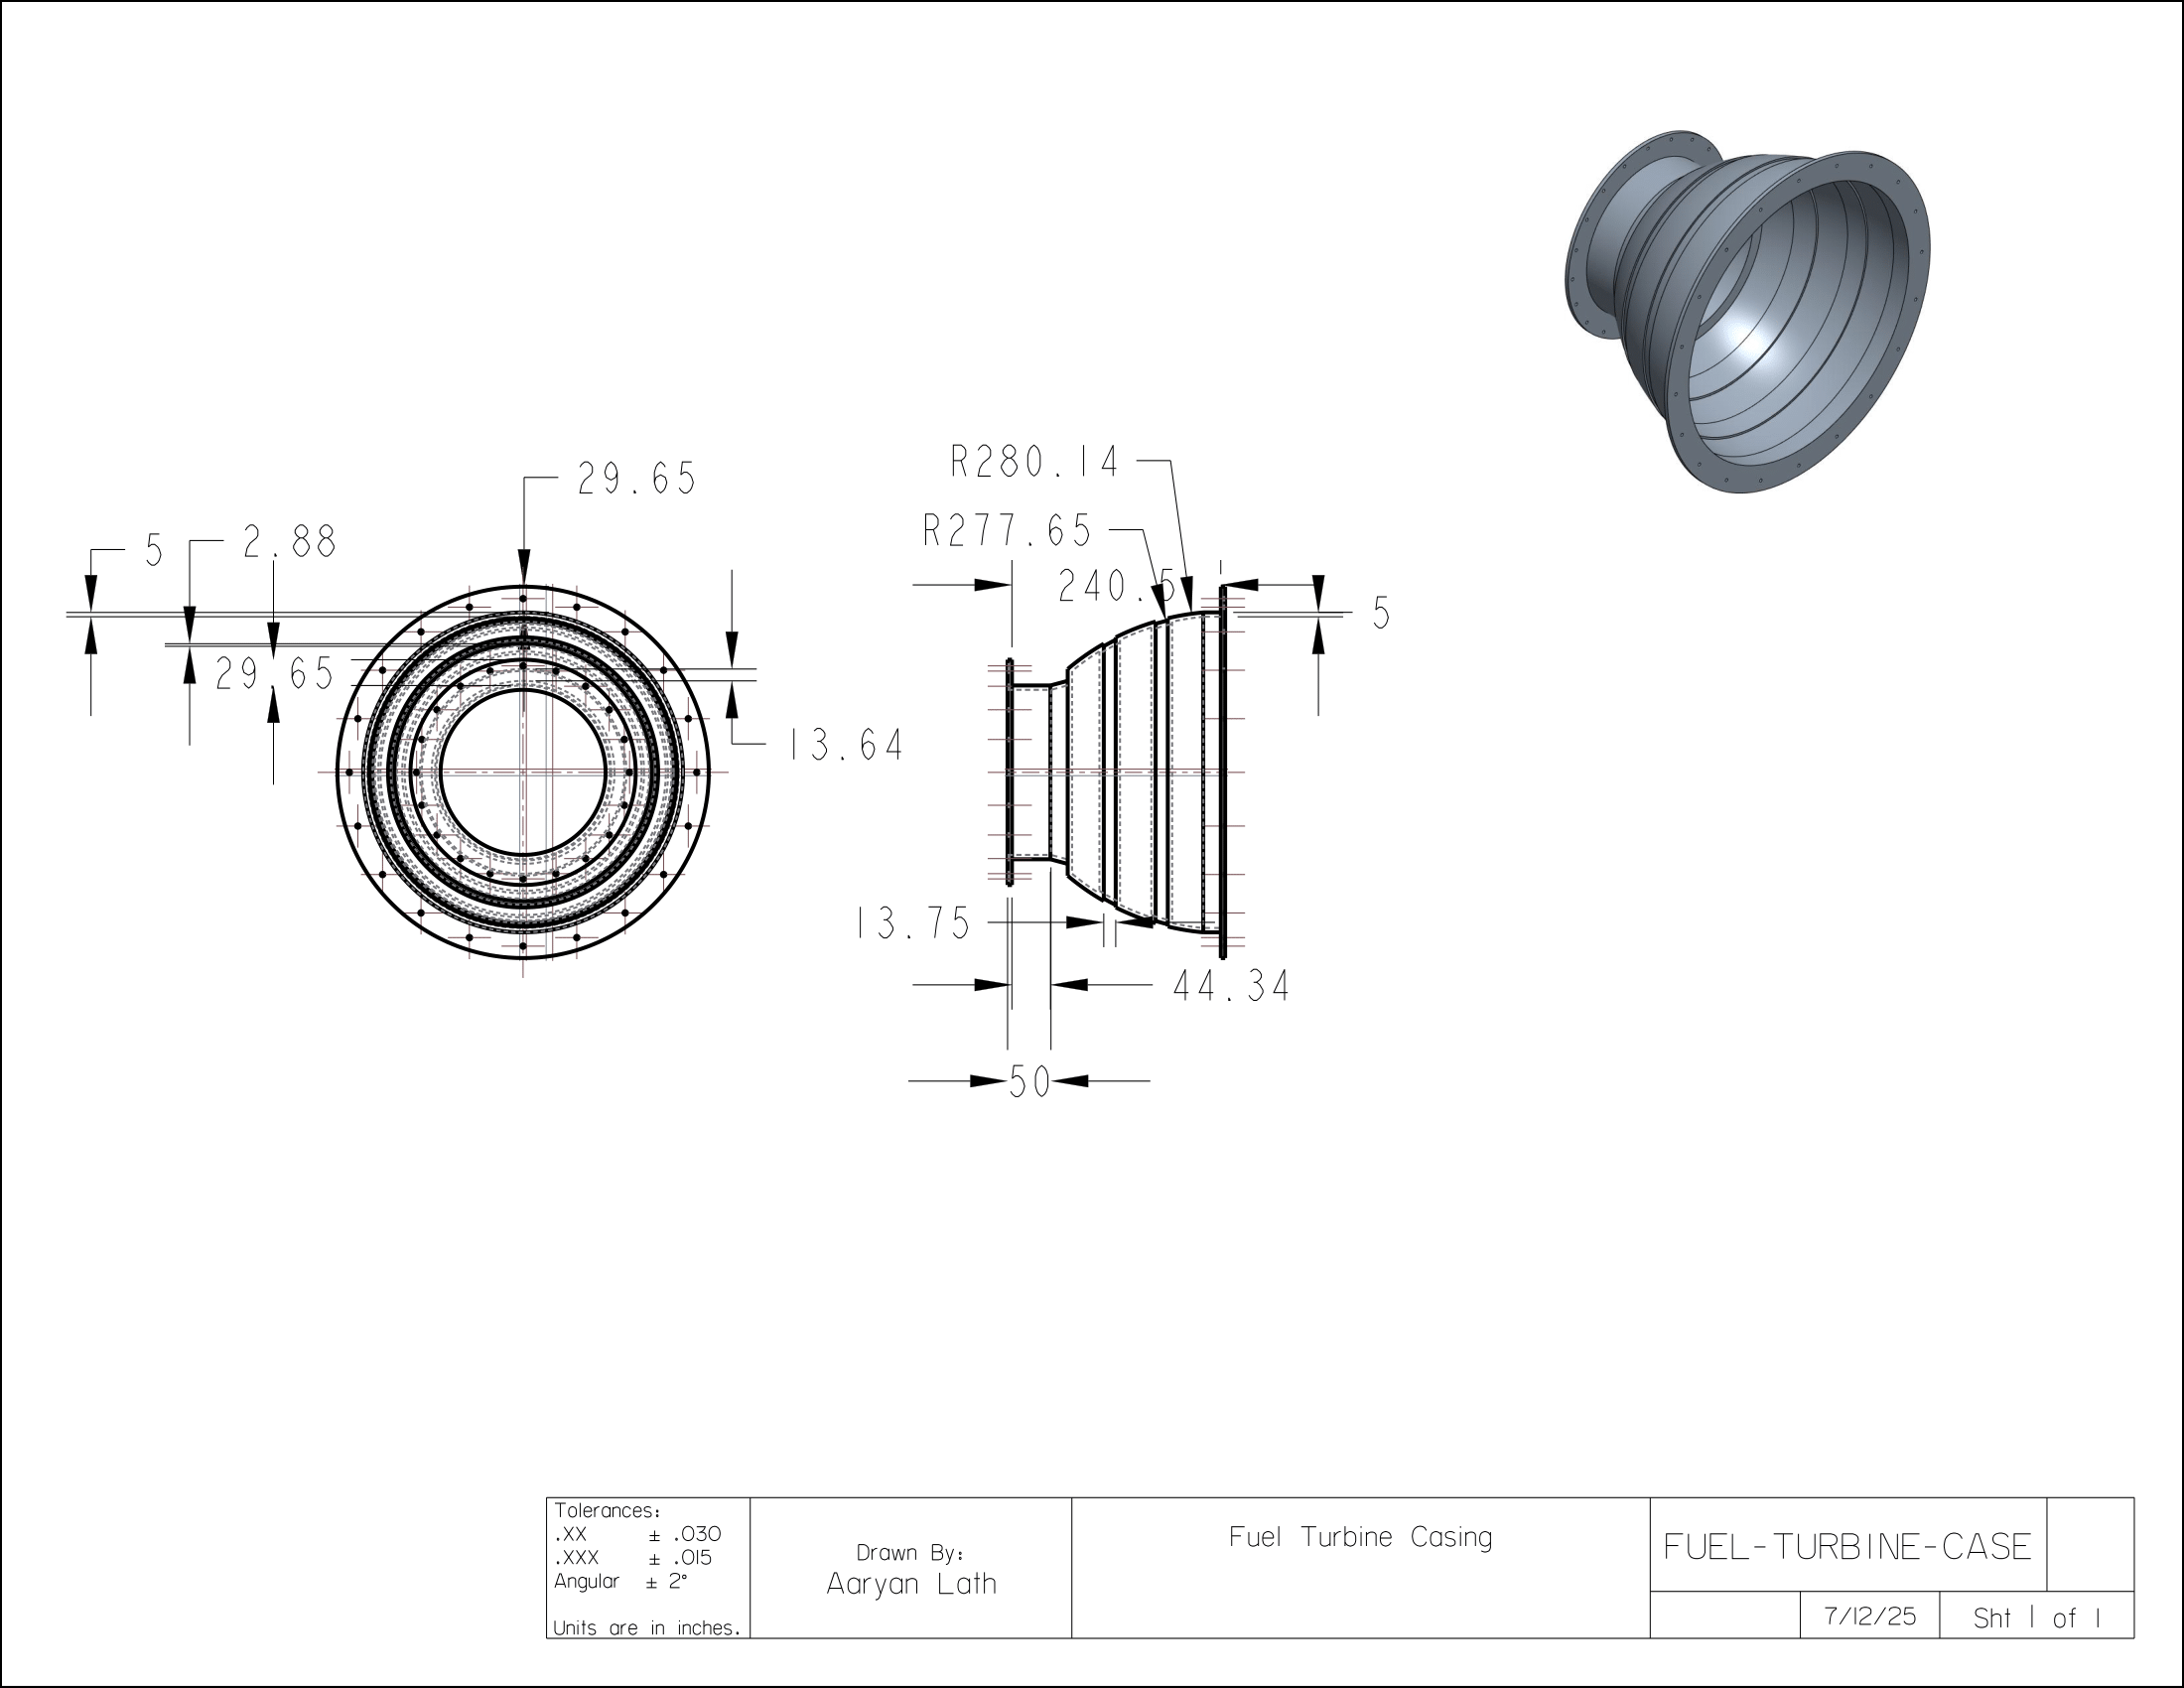 R280.14
29.65
R277.65
5
2.88
240.5
5
29.65
13.64
13.75
44.34
50
Tolerances:
.XX ± .030
.XXX ± .015
Angular ± 2°
Units are in inches.
Drawn By:
Aaryan Lath
Fuel Turbine Casing
FUEL-TURBINE-CASE
7/12/25
Sht 1 of 1